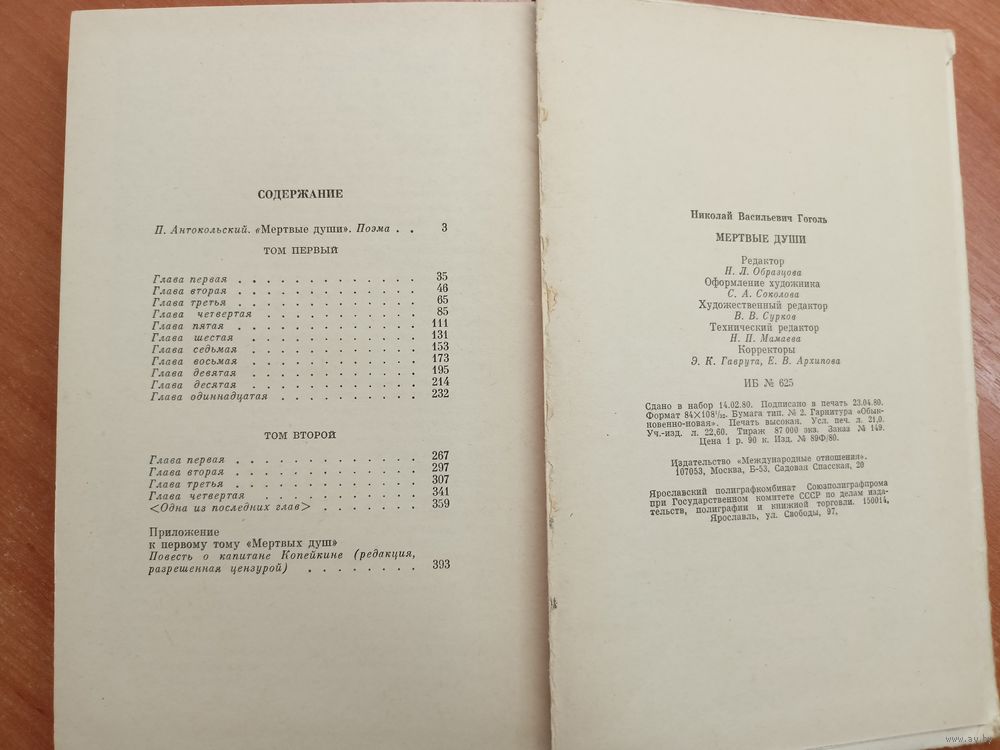 СОДЕРЖАНИЕ
П. Антокольский. «Мертвые души». Поэма . . 3
ТОМ ПЕРВЫЙ
Глава первая . . . . . . . . . . . . 35
Глава вторая . . . . . . . . . . . . 46
Глава третья . . . . . . . . . . . . 65
Глава четвертая . . . . . . . . . . 85
Глава пятая . . . . . . . . . . . . 111
Глава шестая . . . . . . . . . . . 131
Глава седьмая . . . . . . . . . . . 153
Глава восьмая . . . . . . . . . . . 173
Глава девятая . . . . . . . . . . . 195
Глава десятая . . . . . . . . . . . 214
Глава одиннадцатая . . . . . . . . . 232
ТОМ ВТОРОЙ
Глава первая . . . . . . . . . . . . 267
Глава вторая . . . . . . . . . . . . 297
Глава третья . . . . . . . . . . . . 307
Глава четвертая . . . . . . . . . . 341
<Одна из последних глав> . . . . . . . 359
Приложение
к первому тому «Мертвых душ»
Повесть о капитане Копейкине (редакция,
разрешенная цензурой) . . . . . . . . 393
Николай Васильевич Гоголь
МЕРТВЫЕ ДУШИ
Редактор
Н. Л. Образцова
Оформление художника
С. А. Соколова
Художественный редактор
В. В. Сурков
Технический редактор
Н. П. Мамаева
Корректоры
Э. К. Гаврута, Е. В. Архипова
ИБ № 625
Сдано в набор 14.02.80. Подписано в печать 23.04.80.
Формат 84×108¹/₃₂. Бумага тип. № 2. Гарнитура «Обык-
новенно-новая». Печать высокая. Усл. печ. л. 21,0.
Уч.-изд. л. 22,60. Тираж 87 000 экз. Заказ № 149.
Цена 1 р. 90 к. Изд. № 89Ф/80.
Издательство «Международные отношения».
107053, Москва, Б-53, Садовая Спасская, 20
Ярославский полиграфкомбинат Союзполиграфпрома
при Государственном комитете СССР по делам изда-
тельств, полиграфии и книжной торговли. 150014,
Ярославль, ул. Свободы, 97.
www.ay.by